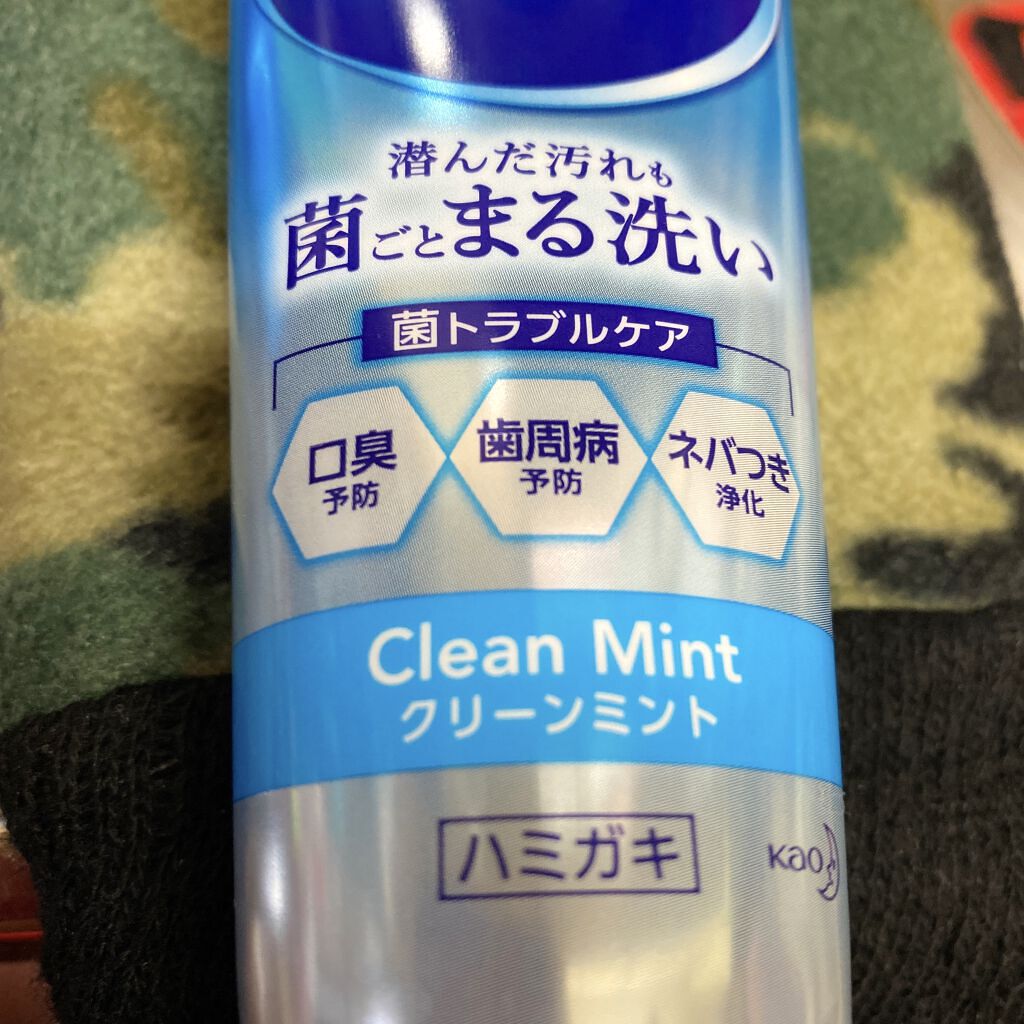 潜んだ汚れも
菌ごとまる洗い
菌トラブルケア
口臭
予防
歯周病
予防
ネバつき
浄化
Clean Mint
クリーンミント
ハミガキ
Kao